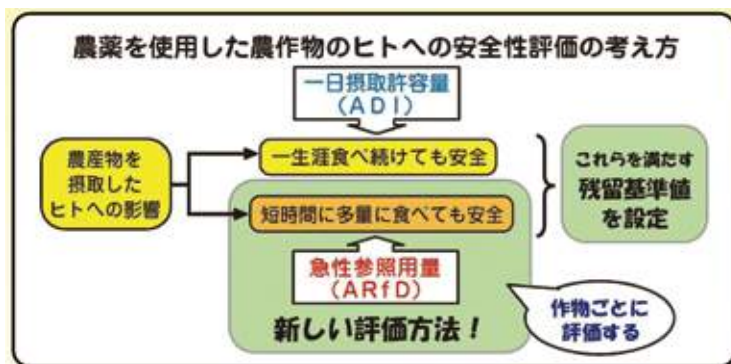 農薬を使用した農作物のヒトへの安全性評価の考え方
一日摂取許容量
(ADI)
農産物を
摂取した
ヒトへの影響
一生涯食べ続けても安全
短時間に多量に食べても安全
急性参照用量
(ARfD)
新しい評価方法!
これらを満たす
残留基準値
を設定
作物ごとに
評価する